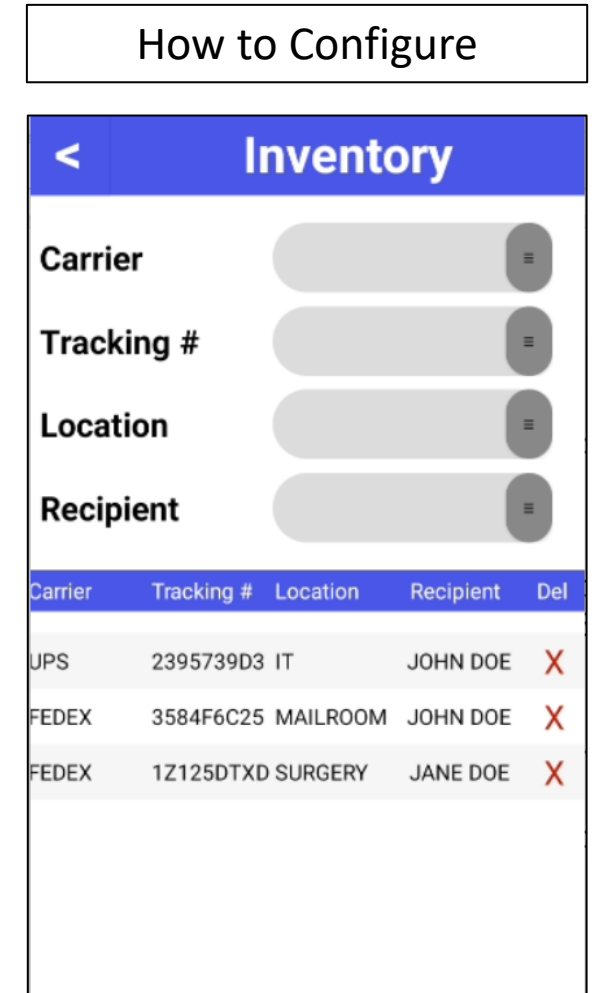 How to Configure
< Inventory
Carrier
Tracking #
Location
Recipient
Carrier Tracking # Location Recipient Del
UPS 2395739D3 IT JOHN DOE X
FEDEX 3584F6C25 MAILROOM JOHN DOE X
FEDEX 1Z125DTXD SURGERY JANE DOE X